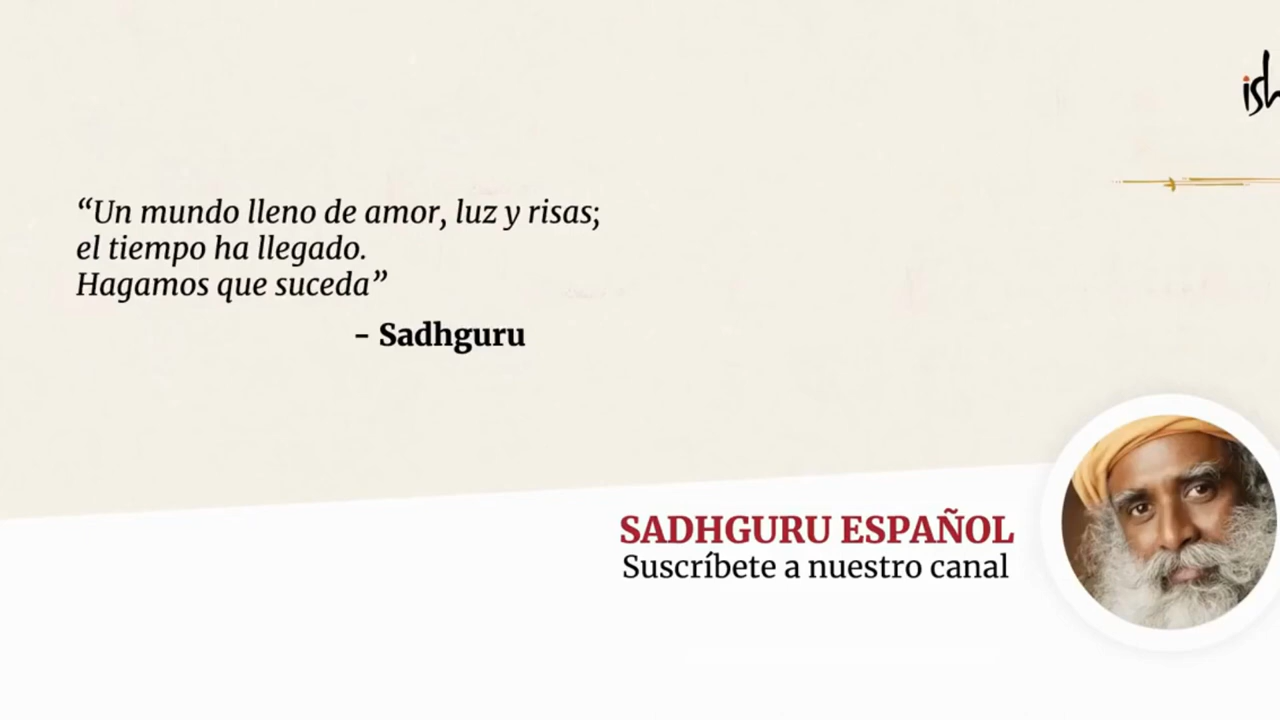 “Un mundo lleno de amor, luz y risas;
el tiempo ha llegado.
Hagamos que suceda”
- Sadhguru
SADHGURU ESPAÑOL
Suscríbete a nuestro canal